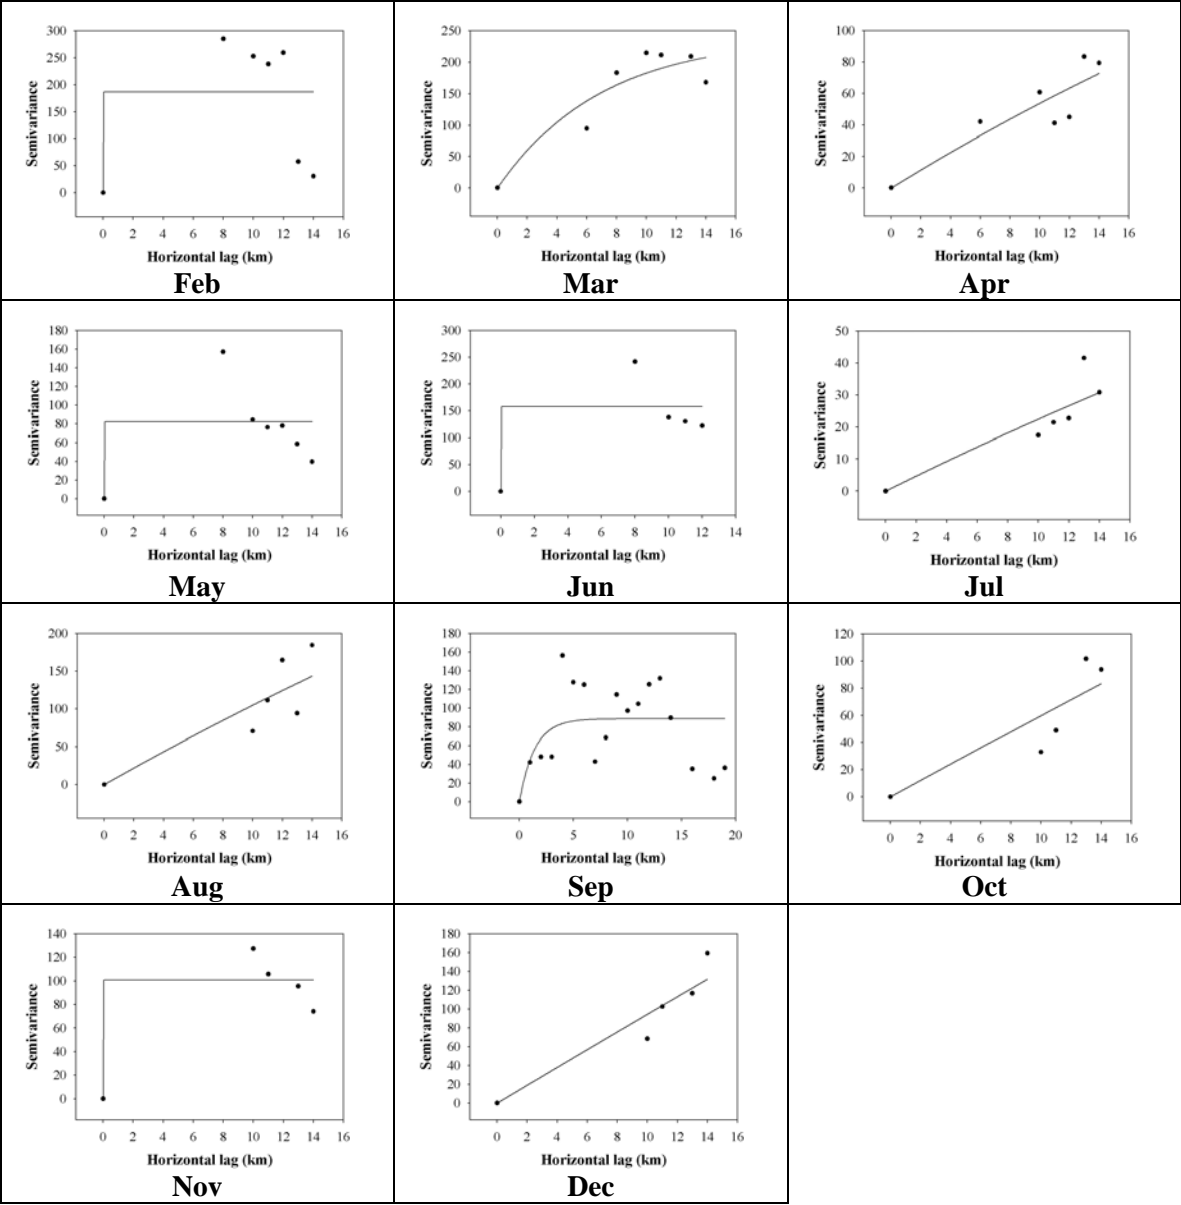 300
250
200
150
100
50
0
Semivariance
0 2 4 6 8 10 12 14 16
Horizontal lag (km)
Feb
250
200
150
100
50
0
Semivariance
0 2 4 6 8 10 12 14 16
Horizontal lag (km)
Mar
100
80
60
40
20
0
Semivariance
0 2 4 6 8 10 12 14 16
Horizontal lag (km)
Apr
180
160
140
120
100
80
60
40
20
0
Semivariance
0 2 4 6 8 10 12 14 16
Horizontal lag (km)
May
300
250
200
150
100
50
0
Semivariance
0 2 4 6 8 10 12 14
Horizontal lag (km)
Jun
50
40
30
20
10
0
Semivariance
0 2 4 6 8 10 12 14 16
Horizontal lag (km)
Jul
200
150
100
50
0
Semivariance
0 2 4 6 8 10 12 14 16
Horizontal lag (km)
Aug
180
160
140
120
100
80
60
40
20
0
Semivariance
0 5 10 15 20
Horizontal lag (km)
Sep
120
100
80
60
40
20
0
Semivariance
0 2 4 6 8 10 12 14 16
Horizontal lag (km)
Oct
140
120
100
80
60
40
20
0
Semivariance
0 2 4 6 8 10 12 14 16
Horizontal lag (km)
Nov
180
160
140
120
100
80
60
40
20
0
Semivariance
0 2 4 6 8 10 12 14 16
Horizontal lag (km)
Dec